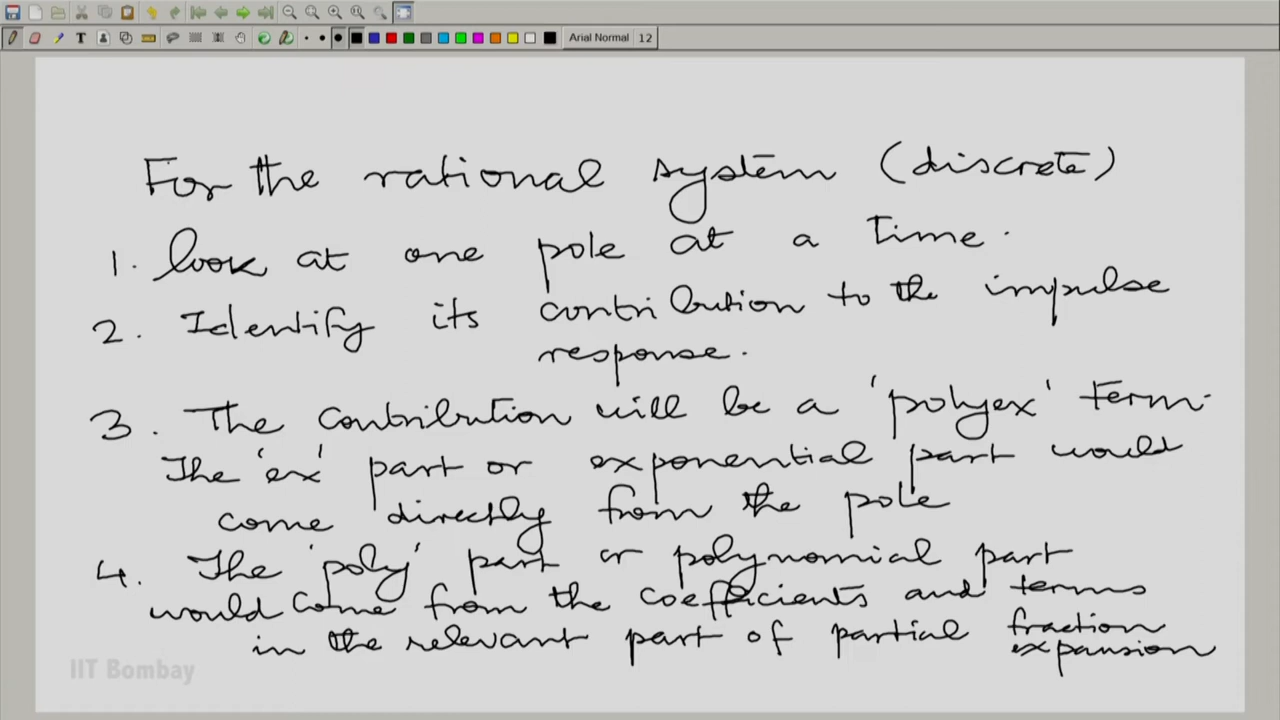 Arial Normal 12
For the rational system (discrete)
1. look at one pole at a time.
2. Identify its contribution to the impulse
response.
3. The contribution will be a 'polyex' term.
The 'ex' part or exponential part would
come directly from the pole
4. The 'poly' part or polynomial part
would come from the coefficients and terms
in the relevant part of partial fraction
expansion
IIT Bombay